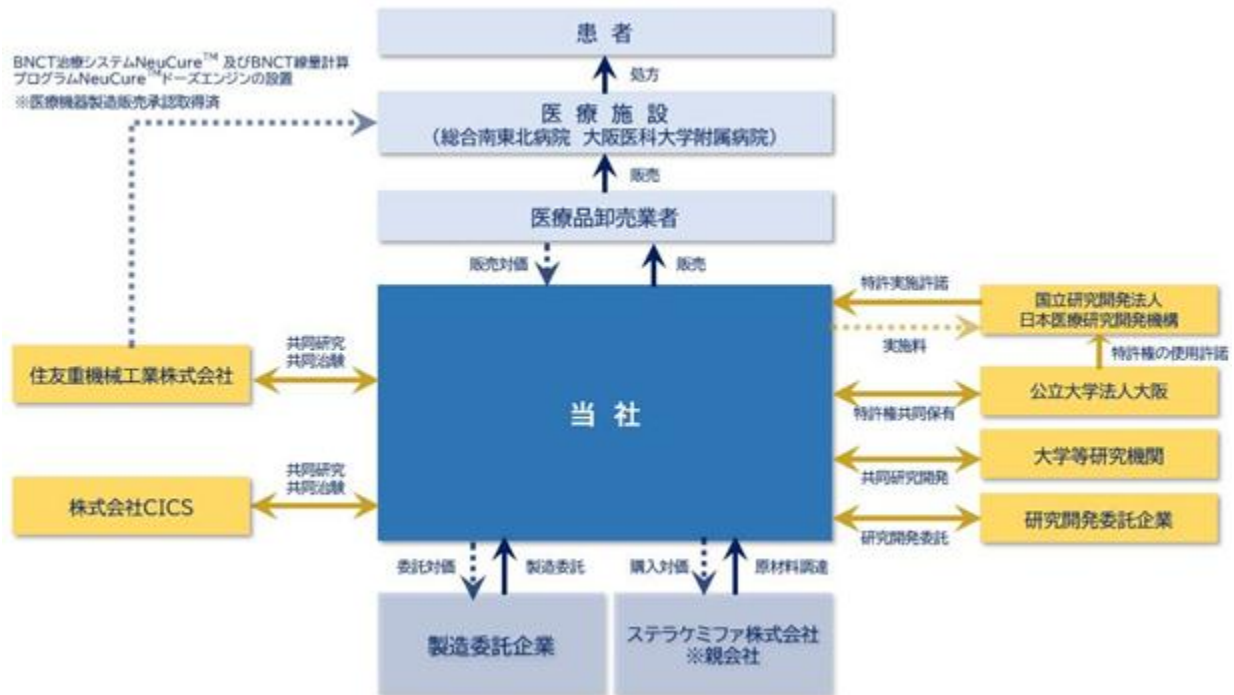 患者
BNCT治療システムNeuCure™ 及びBNCT線量計算
プログラムNeuCure™ドーズエンジンの設置
※医療機器製造販売承認取得済
処方
医療施設
(総合南東北病院 大阪医科大学附属病院)
販売
医療品卸売業者
販売対価
販売
特許実施許諾
国立研究開発法人
日本医療研究開発機構
実施料
特許権の使用許諾
住友重機械工業株式会社
共同研究
共同治験
当社
公立大学法人大阪
特許権共同保有
大学等研究機関
共同研究開発
株式会社CICS
共同研究
共同治験
研究開発委託企業
研究開発委託
委託対価
製造委託
購入対価
原材料調達
製造委託企業
ステラケミファ株式会社
※親会社